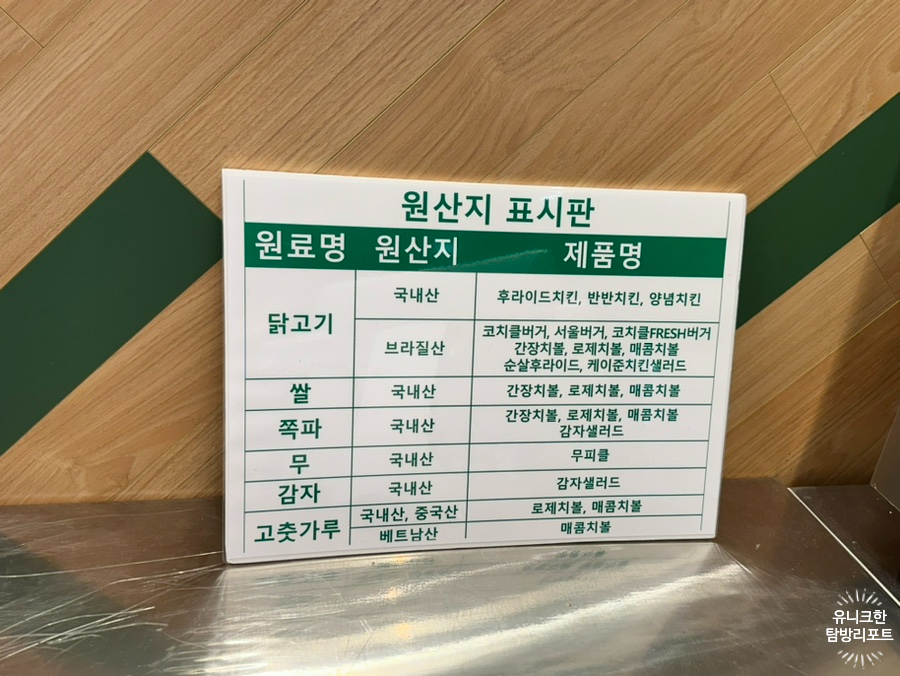 원산지 표시판
원료명 원산지 제품명
닭고기 국내산 후라이드치킨, 반반치킨, 양념치킨
브라질산 코치클버거, 서울버거, 코치클FRESH버거
간장치볼, 로제치볼, 매콤치볼
순살후라이드, 케이준치킨샐러드
쌀 국내산 간장치볼, 로제치볼, 매콤치볼
쪽파 국내산 간장치볼, 로제치볼, 매콤치볼
감자샐러드
무 국내산 무피클
감자 국내산 감자샐러드
고춧가루 국내산, 중국산 로제치볼, 매콤치볼
베트남산 매콤치볼
유니크한
탐방리포트